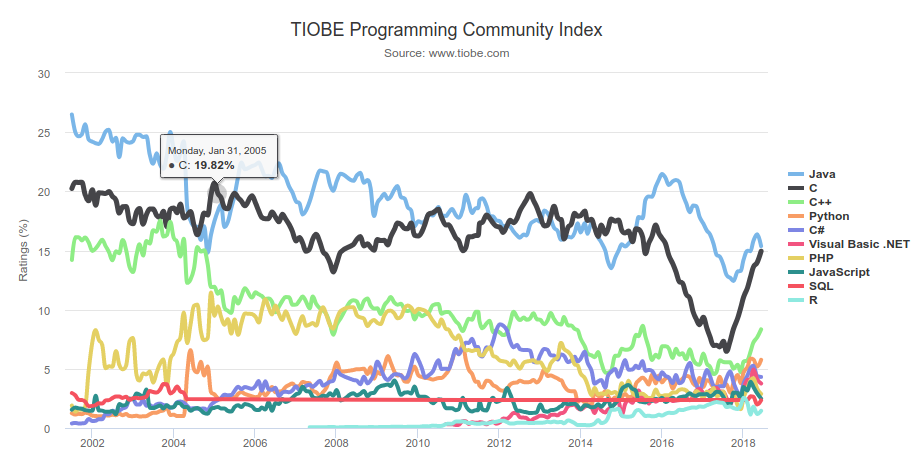 TIOBE Programming Community Index
Source: www.tiobe.com
Ratings (%)
30
25
20
15
10
5
0
Monday, Jan 31, 2005
● C: 19.82%
2002 2004 2006 2008 2010 2012 2014 2016 2018
Java
C
C++
Python
C#
Visual Basic .NET
PHP
JavaScript
SQL
R